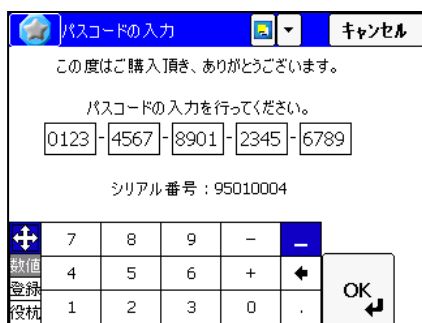 パスコードの入力 キャンセル
この度はご購入頂き、ありがとうございます。
パスコードの入力を行ってください。
0123-4567-8901-2345-6789
シリアル番号：95010004
7 8 9 －
数値 4 5 6 + ←
登録
役杭 1 2 3 0 .
OK